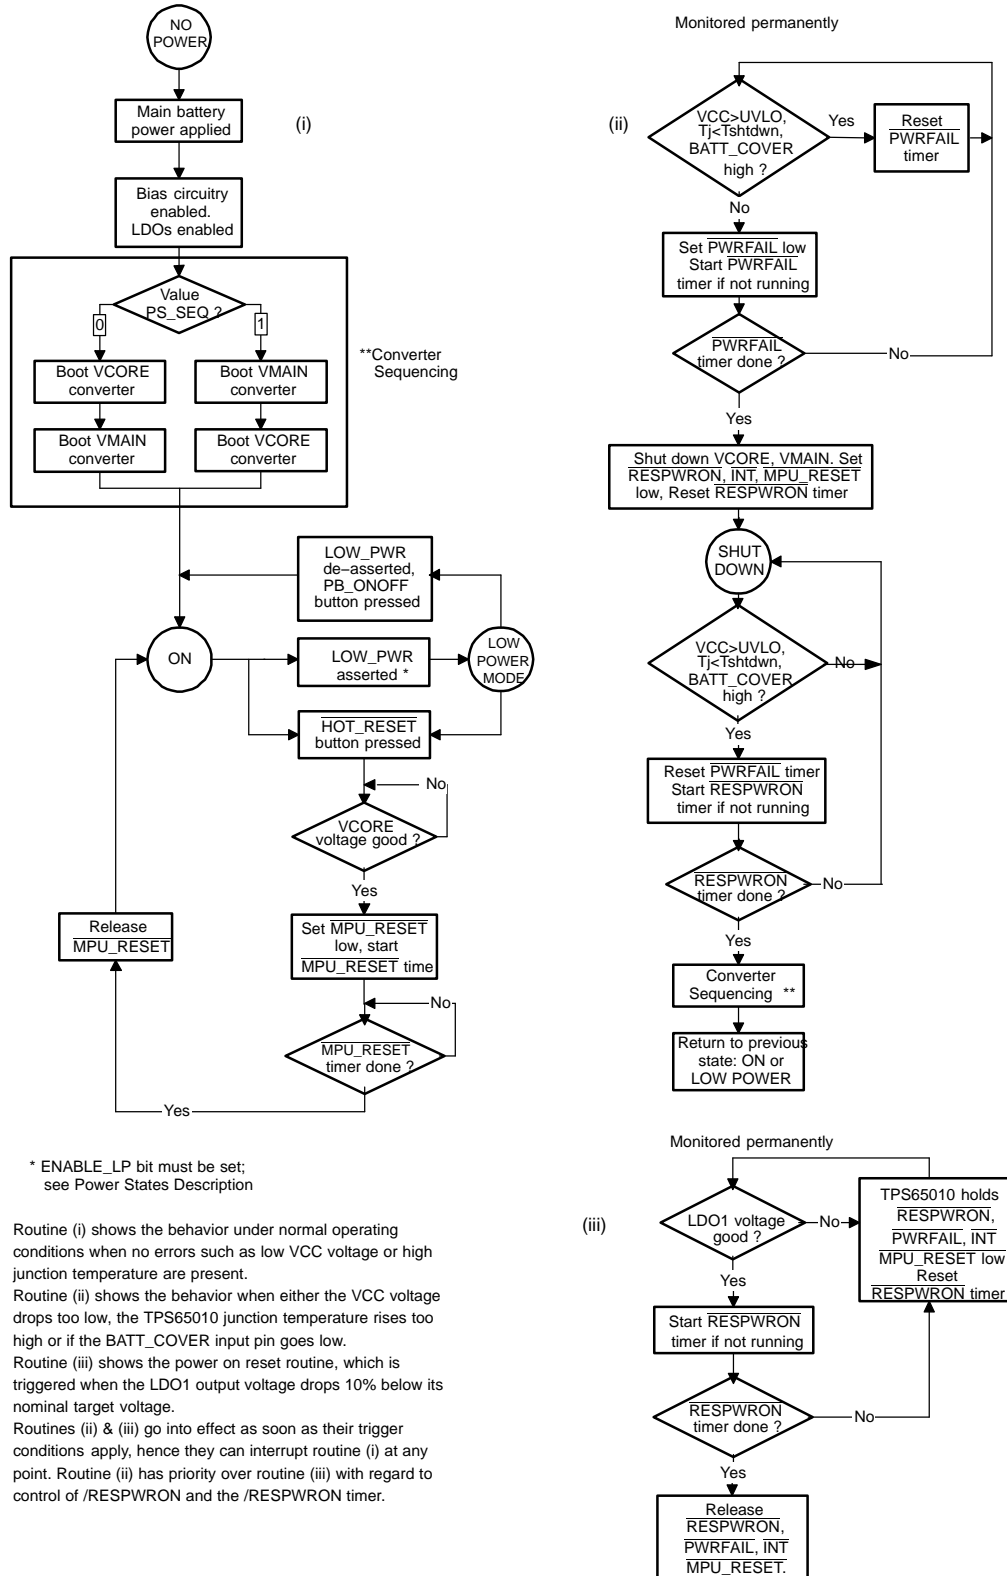 NO
POWER
Main battery
power applied
(i)
Bias circuitry
enabled.
LDOs enabled
Value
PS_SEQ ?
0
1
Boot VCORE
converter
Boot VMAIN
converter
**Converter
Sequencing
Boot VMAIN
converter
Boot VCORE
converter
LOW_PWR
de−asserted,
PB_ONOFF
button pressed
ON
LOW_PWR
asserted *
LOW
POWER
MODE
HOT_RESET
button pressed
No
VCORE
voltage good ?
Yes
Set MPU_RESET
low, start
MPU_RESET time
Release
MPU_RESET
No
MPU_RESET
timer done ?
Yes
* ENABLE_LP bit must be set;
see Power States Description
Routine (i) shows the behavior under normal operating
conditions when no errors such as low VCC voltage or high
junction temperature are present.
Routine (ii) shows the behavior when either the VCC voltage
drops too low, the TPS65010 junction temperature rises too
high or if the BATT_COVER input pin goes low.
Routine (iii) shows the power on reset routine, which is
triggered when the LDO1 output voltage drops 10% below its
nominal target voltage.
Routines (ii) & (iii) go into effect as soon as their trigger
conditions apply, hence they can interrupt routine (i) at any
point. Routine (ii) has priority over routine (iii) with regard to
control of /RESPWRON and the /RESPWRON timer.
Monitored permanently
(ii)
VCC>UVLO,
Tj<Tshtdwn,
BATT_COVER
high ?
Yes
Reset
PWRFAIL
timer
No
Set PWRFAIL low
Start PWRFAIL
timer if not running
PWRFAIL
timer done ?
No
Yes
Shut down VCORE, VMAIN. Set
RESPWRON, INT, MPU_RESET
low, Reset RESPWRON timer
SHUT
DOWN
VCC>UVLO,
Tj<Tshtdwn,
BATT_COVER
high ?
No
Yes
Reset PWRFAIL timer
Start RESPWRON
timer if not running
RESPWRON
timer done ?
No
Yes
Converter
Sequencing **
Return to previous
state: ON or
LOW POWER
Monitored permanently
(iii)
LDO1 voltage
good ?
No
TPS65010 holds
RESPWRON,
PWRFAIL, INT
MPU_RESET low
Reset
RESPWRON timer
Yes
Start RESPWRON
timer if not running
RESPWRON
timer done ?
No
Yes
Release
RESPWRON,
PWRFAIL, INT
MPU_RESET.